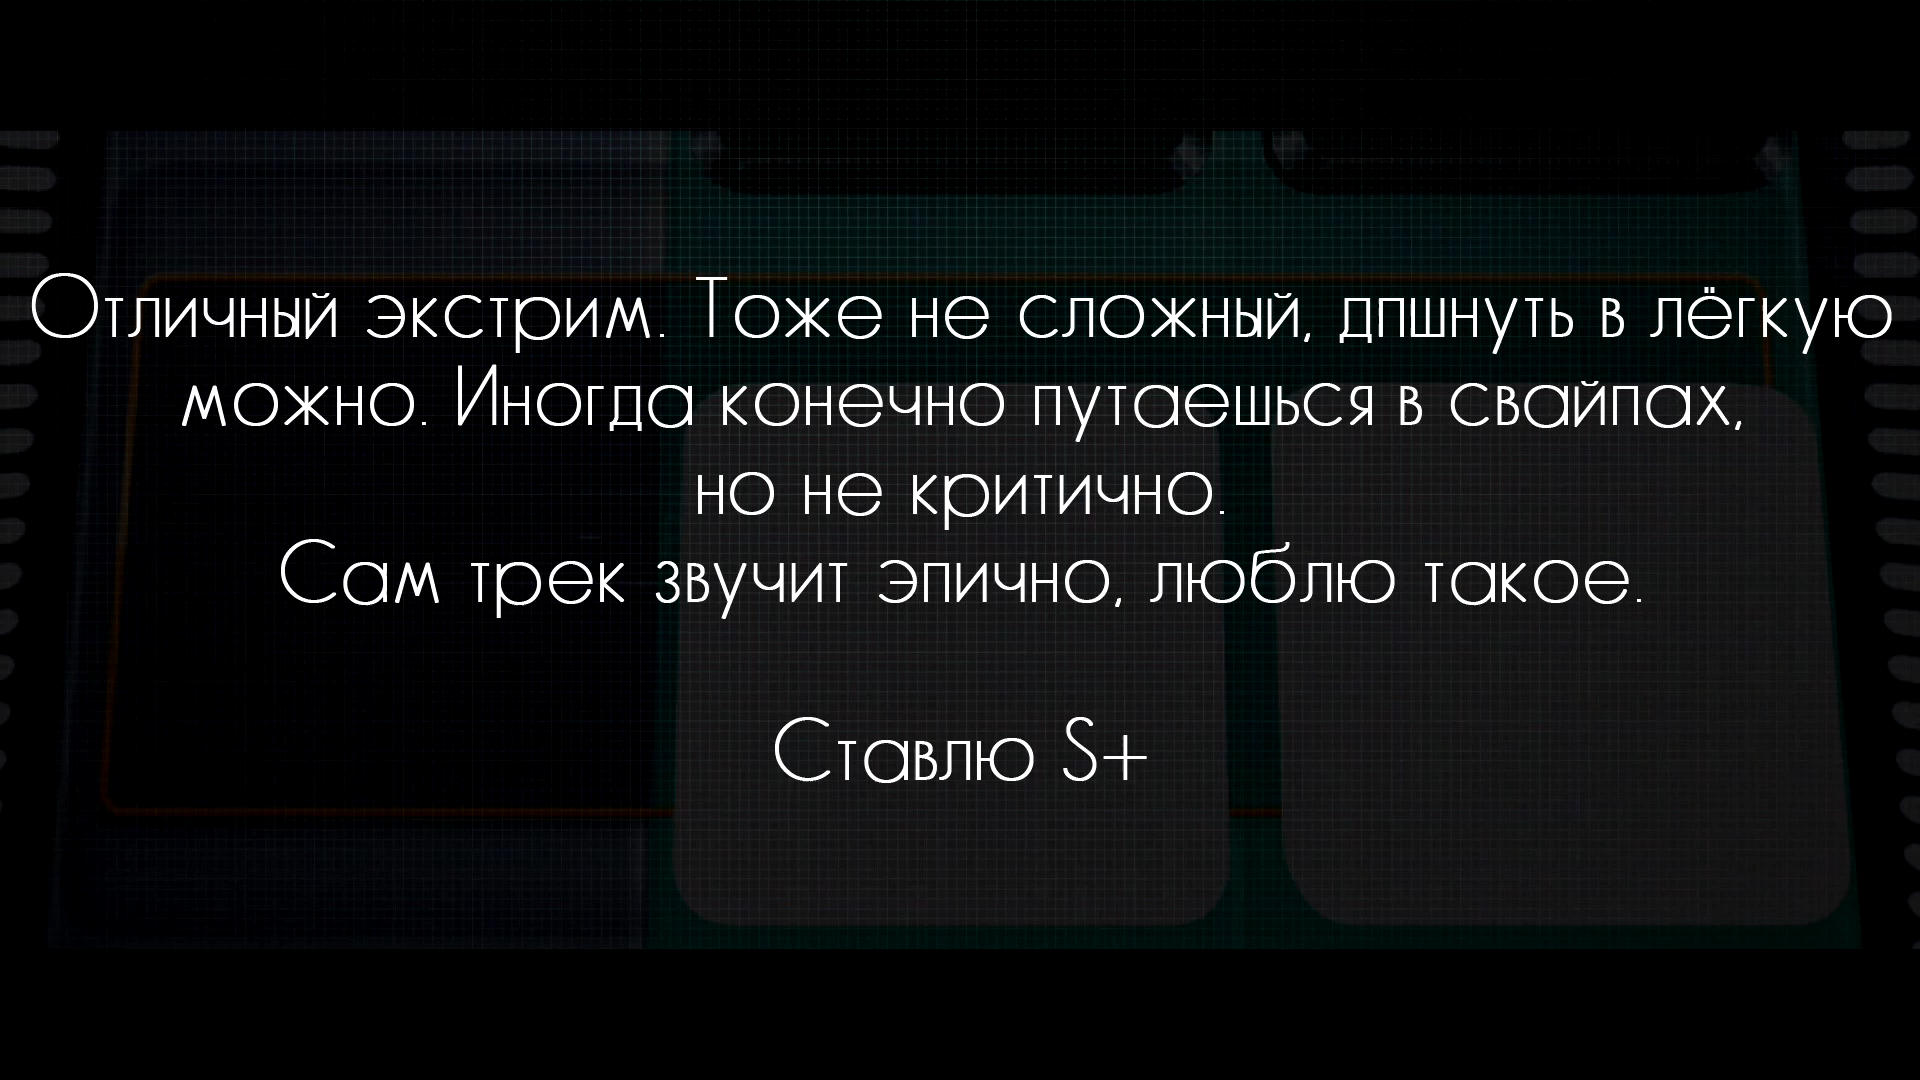 Отличный экстрим. Тоже не сложный, дпшнуть в лёгкую
можно. Иногда конечно путаешься в свайпах,
но не критично.
Сам трек звучит эпично, люблю такое.
Ставлю S+